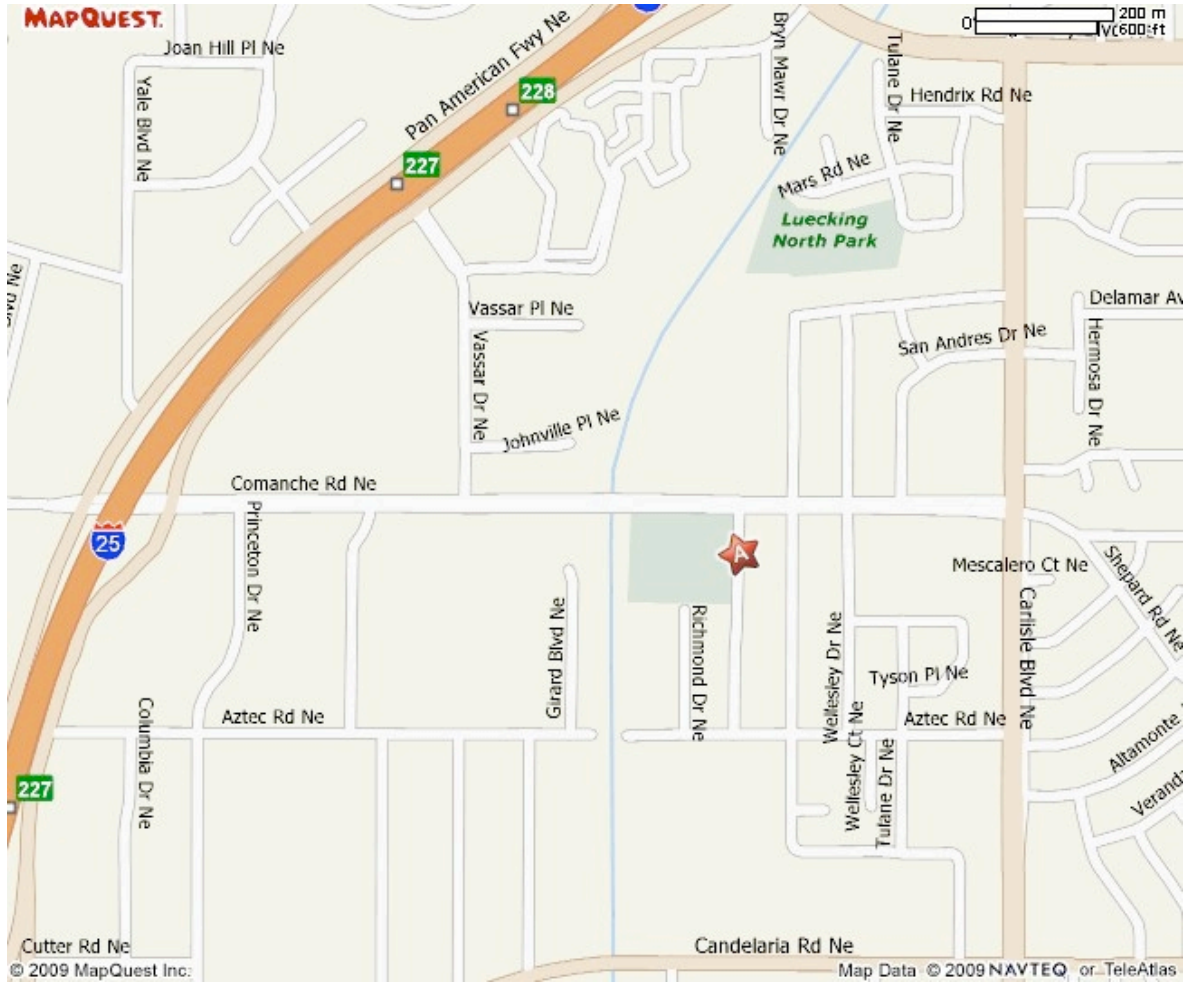 MAPQUEST.
0
200 m
600 ft
Joan Hill Pl Ne
Pan American Fwy Ne
Yale Blvd Ne
Bryn Mawr Dr Ne
Tulane Dr Ne
Hendrix Rd Ne
228
227
Mars Rd Ne
Luecking
North Park
Vassar Pl Ne
Vassar Dr Ne
Delamar Av
San Andres Dr Ne
Hermosa Dr Ne
Johnville Pl Ne
Comanche Rd Ne
Princeton Dr Ne
25
A
Mescalero Ct Ne
Shepard Rd Ne
Carlisle Blvd Ne
Girard Blvd Ne
Richmond Dr Ne
Wellesley Dr Ne
Tyson Pl Ne
Aztec Rd Ne
Aztec Rd Ne
Columbia Dr Ne
Wellesley Ct Ne
Tulane Dr Ne
Altamonte
Veranda
227
Cutter Rd Ne
Candelaria Rd Ne
© 2009 MapQuest Inc.
Map Data © 2009 NAVTEQ or TeleAtlas